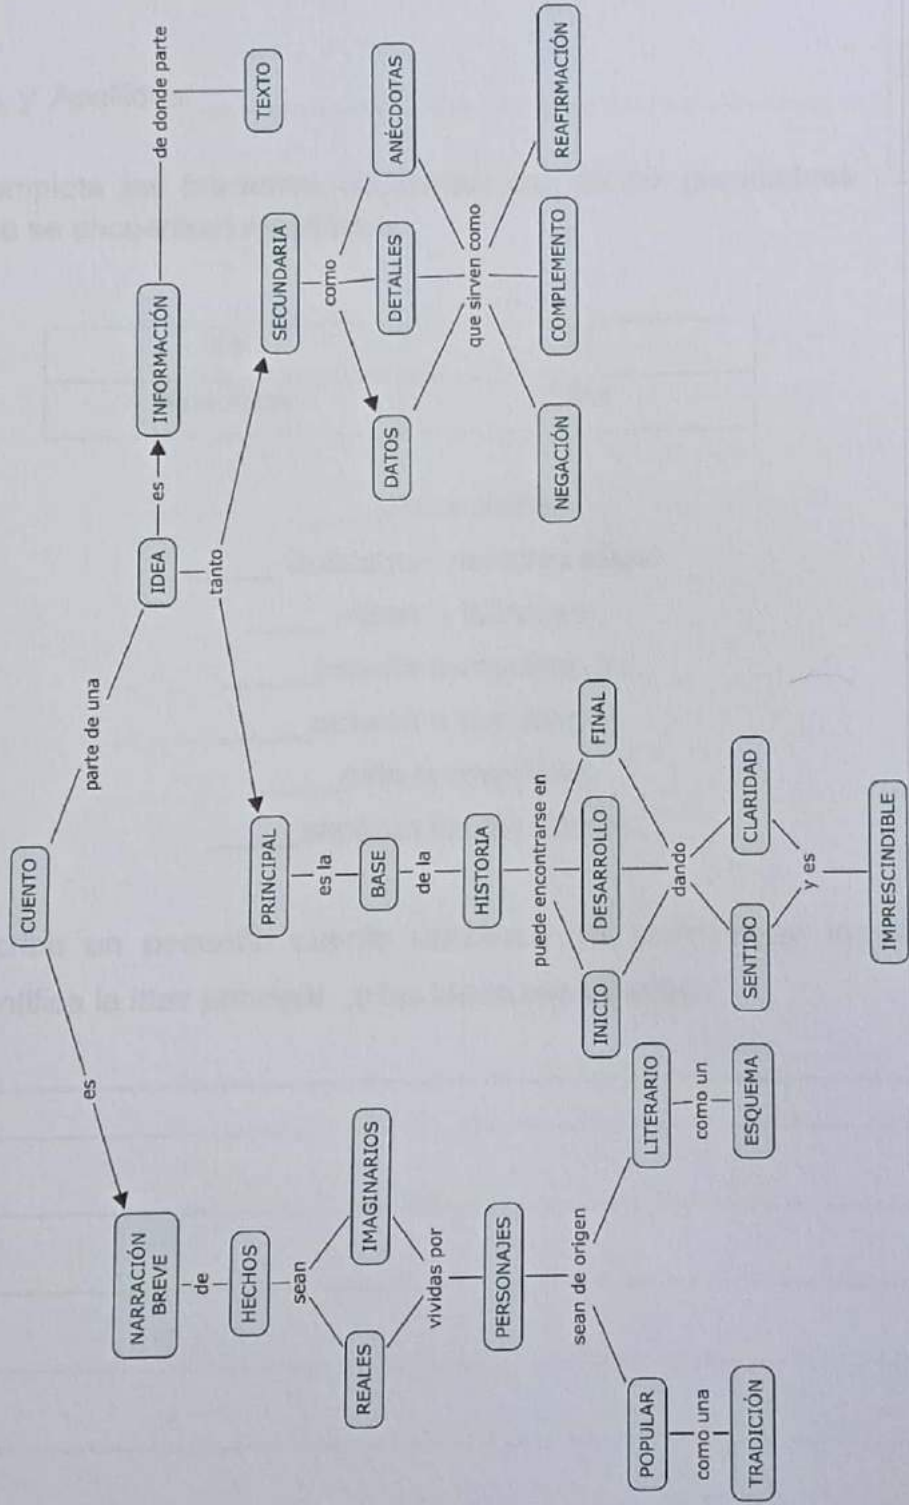 CUENTO
es
parte de una
NARRACIÓN
BREVE
de
HECHOS
sean
REALES
IMAGINARIOS
vividas por
PERSONAJES
sean de origen
POPULAR
LITERARIO
como una
como un
TRADICIÓN
ESQUEMA
IDEA
es
INFORMACIÓN
de donde parte
TEXTO
tanto
PRINCIPAL
es la
BASE
de la
HISTORIA
puede encontrarse en
INICIO
DESARROLLO
FINAL
dando
SENTIDO
CLARIDAD
y es
IMPRESCINDIBLE
SECUNDARIA
como
DATOS
DETALLES
ANÉCDOTAS
que sirven como
NEGACIÓN
COMPLEMENTO
REAFIRMACIÓN